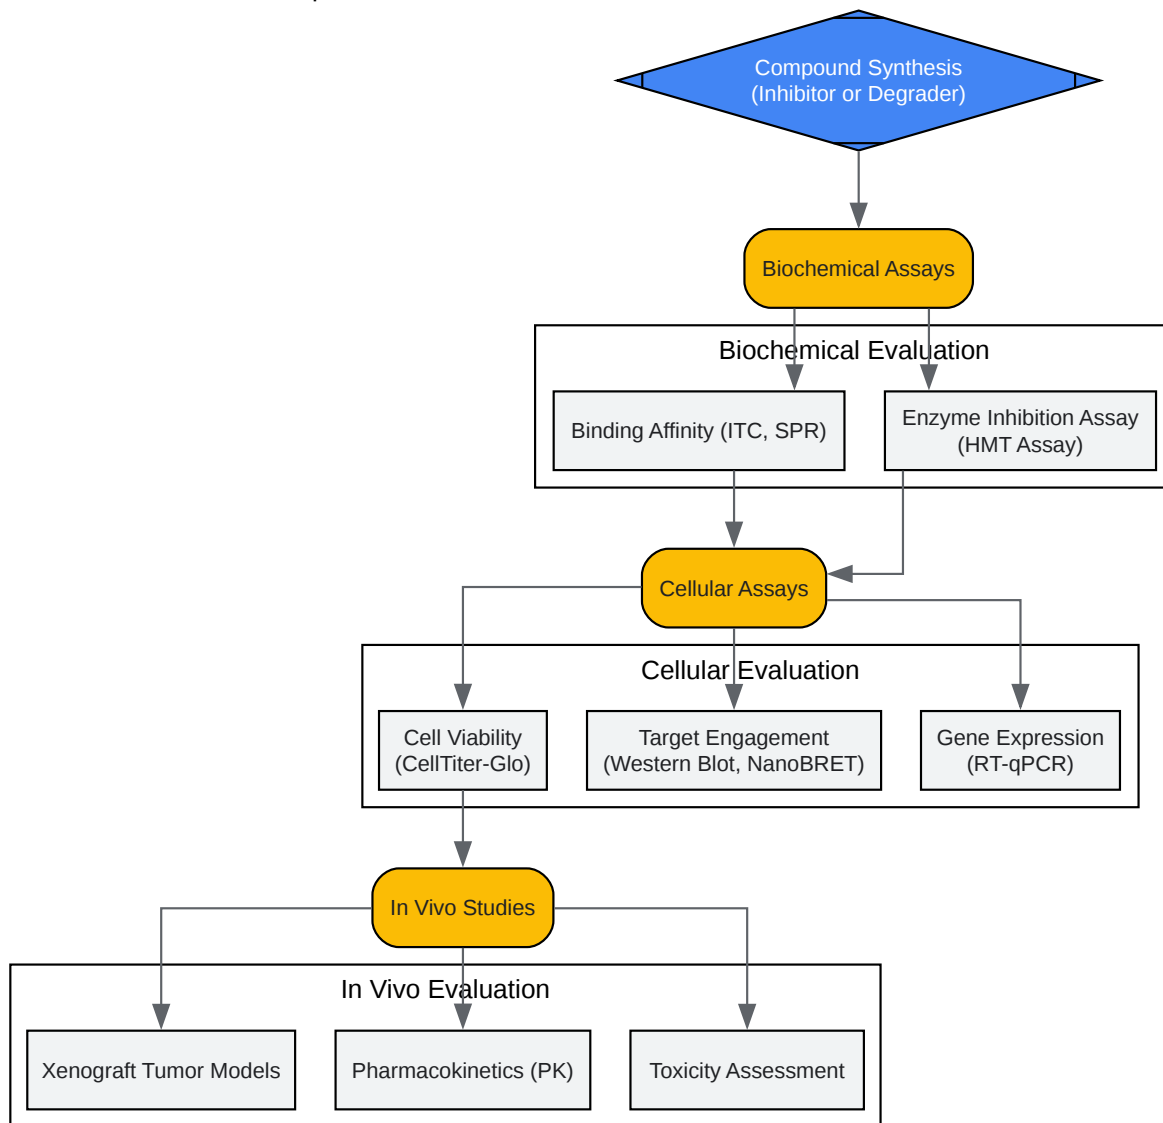 Compound Synthesis
(Inhibitor or Degrader)
Biochemical Assays
Biochemical Evaluation
Binding Affinity (ITC, SPR)
Enzyme Inhibition Assay
(HMT Assay)
Cellular Assays
Cellular Evaluation
Cell Viability
(CellTiter-Glo)
Target Engagement
(Western Blot, NanoBRET)
Gene Expression
(RT-qPCR)
In Vivo Studies
In Vivo Evaluation
Xenograft Tumor Models
Pharmacokinetics (PK)
Toxicity Assessment